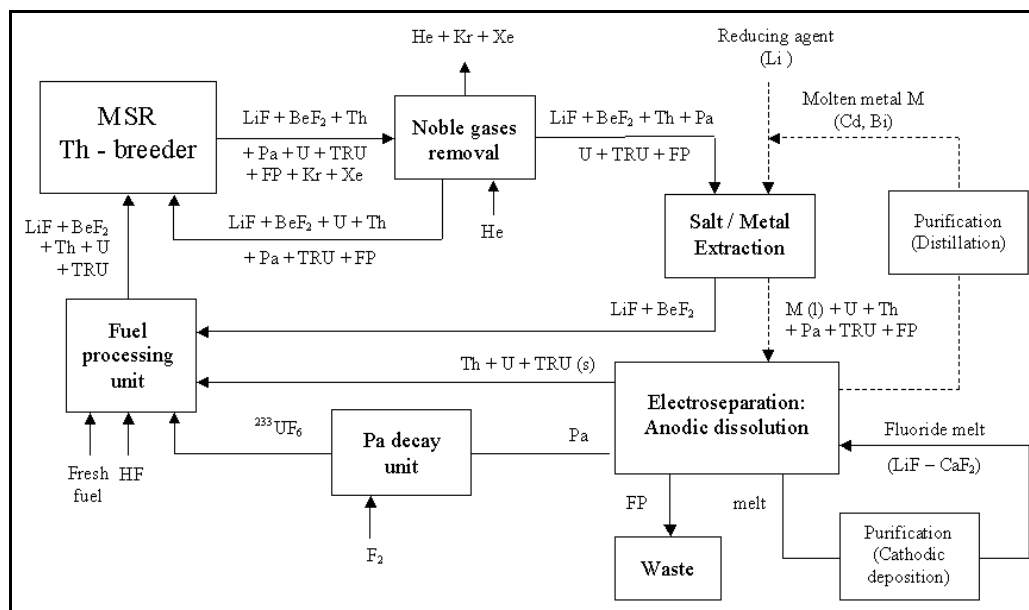 He + Kr + Xe
Reducing agent
(Li )
Molten metal M
(Cd, Bi)
MSR
Th - breeder
LiF + BeF₂ + Th
+ Pa + U + TRU
+ FP + Kr + Xe
Noble gases
removal
LiF + BeF₂ + Th + Pa
U + TRU + FP
LiF + BeF₂ + U + Th
+ Pa + TRU + FP
He
LiF + BeF₂
+ Th + U
+ TRU
Salt / Metal
Extraction
Purification
(Distillation)
LiF + BeF₂
M (l) + U + Th
+ Pa + TRU + FP
Fuel
processing
unit
Th + U + TRU (s)
Electroseparation:
Anodic dissolution
²³³UF₆
Pa decay
unit
Pa
Fluoride melt
(LiF – CaF₂)
Fresh
fuel
HF
F₂
FP
melt
Waste
Purification
(Cathodic
deposition)